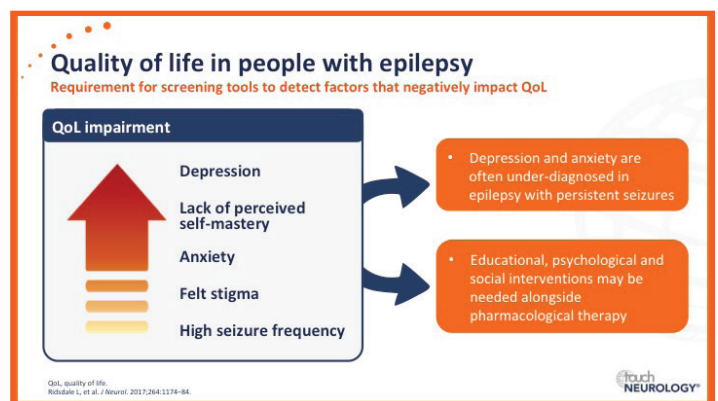 Quality of life in people with epilepsy
Requirement for screening tools to detect factors that negatively impact QoL
QoL impairment
Depression
Lack of perceived
self-mastery
Anxiety
Felt stigma
High seizure frequency
• Depression and anxiety are
often under-diagnosed in
epilepsy with persistent seizures
• Educational, psychological and
social interventions may be
needed alongside
pharmacological therapy
QoL, quality of life.
Ridsdale L, et al. J Neurol. 2017;264:1174–84.
touch
NEUROLOGY®